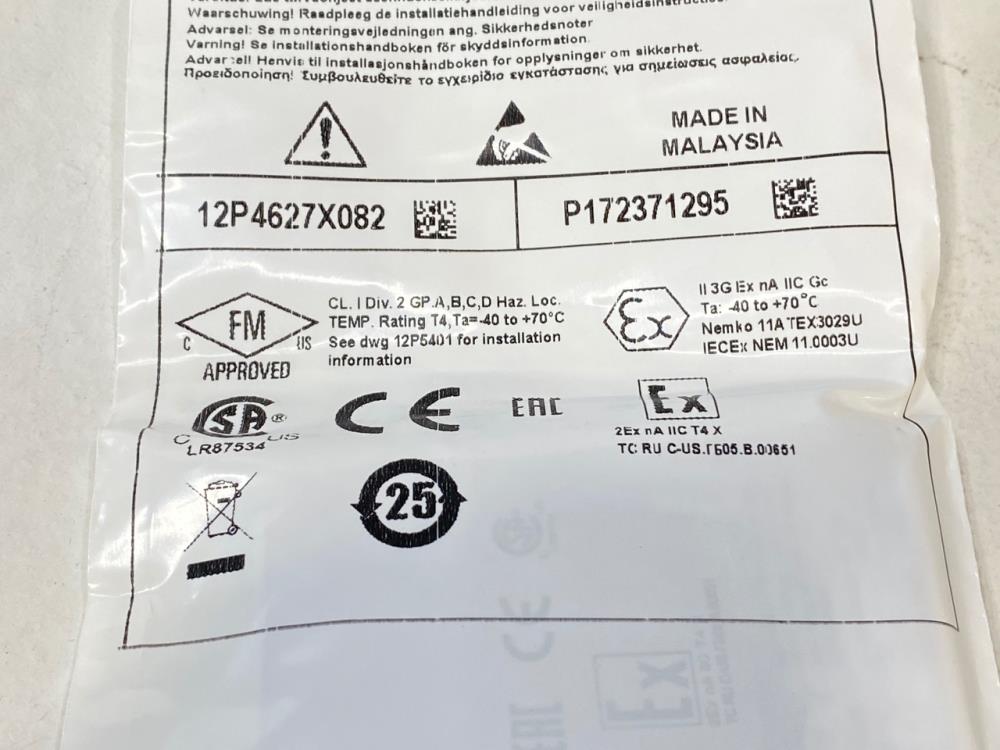 Waarschuwing! Raadpleeg de installatiehandleiding voor veiligheidsinstructies.
Advarsel: Se monteringsvejledningen ang. Sikkerhedsnoter
Varning! Se installationshandboken för skyddsinformation.
Advarsel! Henvis til installasjonshåndboken for opplysninger om sikkerhet.
Προειδοποίηση! Συμβουλευθείτε το εγχειρίδιο εγκατάστασης για σημειώσεις ασφαλείας.
MADE IN
MALAYSIA
12P4627X082
P172371295
FM
C US
APPROVED
CL. I Div. 2 GP.A,B,C,D Haz. Loc.
TEMP. Rating T4,Ta=-40 to +70°C
See dwg 12P5401 for installation
information
Ex
II 3G Ex nA IIC Gc
Ta: -40 to +70°C
Nemko 11ATEX3029U
IECEx NEM 11.0003U
CSA ®
C US
LR87534
CE
EAC
Ex
2Ex nA IIC T4 X
TC RU C-US.ГБ05.B.00651
25